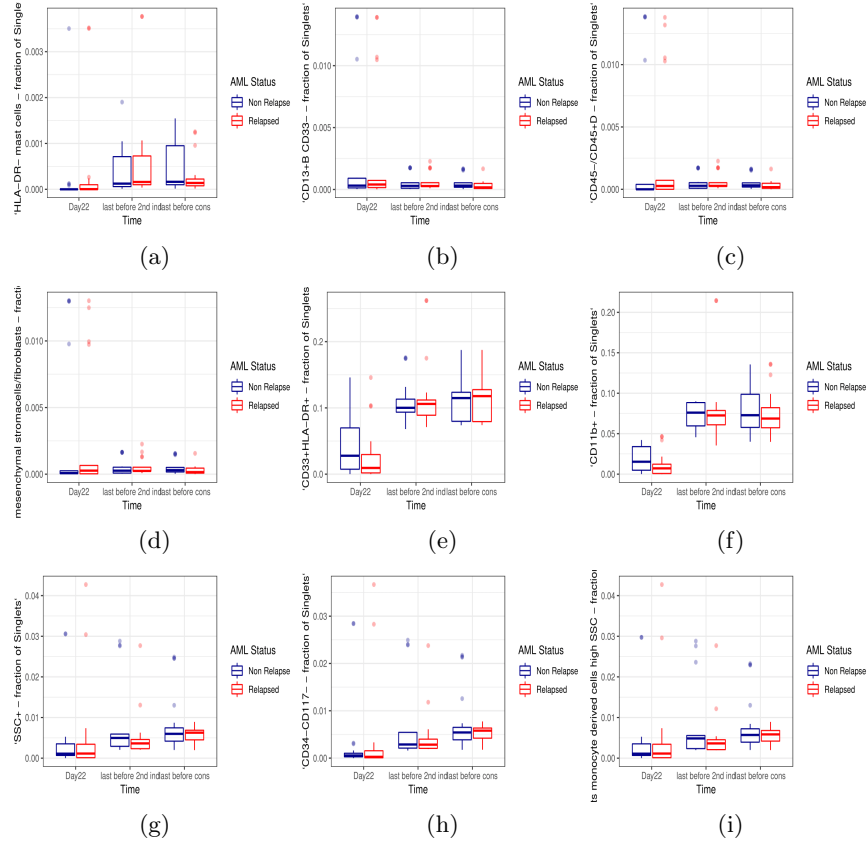 'HLA−DR− mast cells − fraction of Single
0.003
0.002
0.001
0.000
Day22 last before 2nd ind last before cons
Time
AML Status
Non Relapse
Relapsed
(a)
'CD13+B CD33− − fraction of Singlets'
0.010
0.005
0.000
Day22 last before 2nd ind last before cons
Time
AML Status
Non Relapse
Relapsed
(b)
'CD45−/CD45+D − fraction of Singlets'
0.010
0.005
0.000
Day22 last before 2nd ind last before cons
Time
AML Status
Non Relapse
Relapsed
(c)
mesenchymal stromacells/fibroblasts − fracti
0.010
0.005
0.000
Day22 last before 2nd ind last before cons
Time
AML Status
Non Relapse
Relapsed
(d)
'CD33+HLA−DR+ − fraction of Singlets'
0.2
0.1
0.0
Day22 last before 2nd ind last before cons
Time
AML Status
Non Relapse
Relapsed
(e)
'CD11b+ − fraction of Singlets'
0.20
0.15
0.10
0.05
0.00
Day22 last before 2nd ind last before cons
Time
AML Status
Non Relapse
Relapsed
(f)
'SSC+ − fraction of Singlets'
0.04
0.03
0.02
0.01
0.00
Day22 last before 2nd ind last before cons
Time
AML Status
Non Relapse
Relapsed
(g)
'CD34−CD117− − fraction of Singlets'
0.03
0.02
0.01
0.00
Day22 last before 2nd ind last before cons
Time
AML Status
Non Relapse
Relapsed
(h)
ts monocyte derived cells high SSC − fraction
0.04
0.03
0.02
0.01
0.00
Day22 last before 2nd ind last before cons
Time
AML Status
Non Relapse
Relapsed
(i)